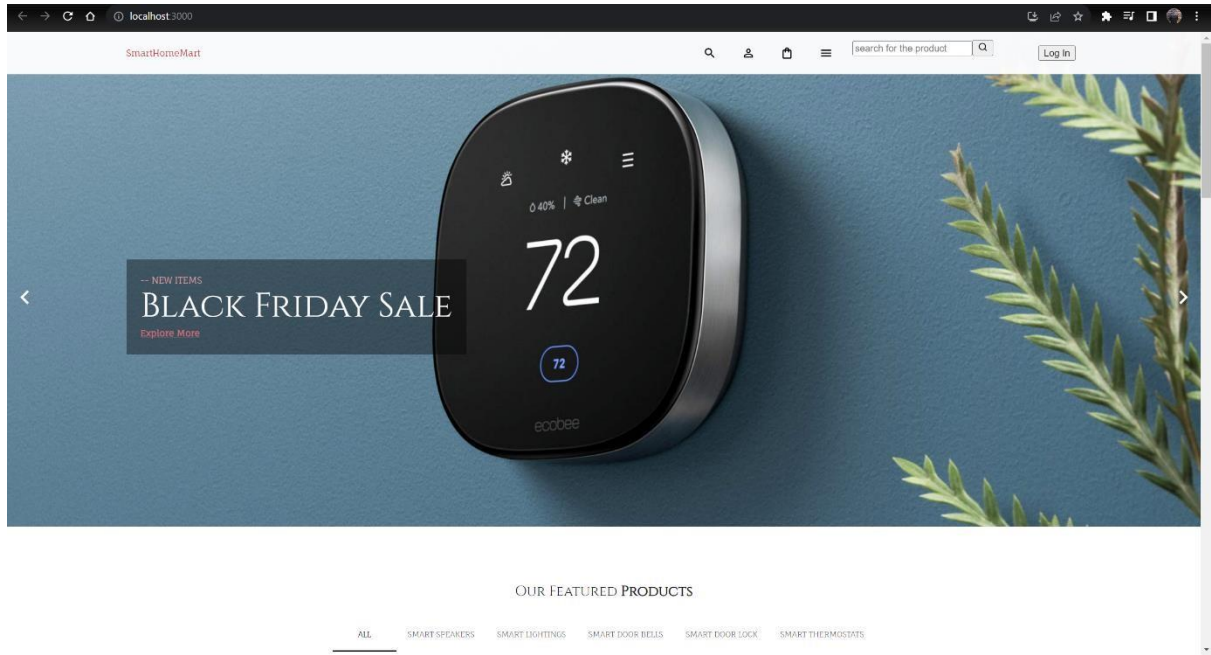 localhost:3000
SmartHomeMart
search for the product
Log In
40% | Clean
72
72
ecobee
-- NEW ITEMS
BLACK FRIDAY SALE
Explore More
OUR FEATURED PRODUCTS
ALL SMART SPEAKERS SMART LIGHTINGS SMART DOOR BELLS SMART DOOR LOCK SMART THERMOSTATS